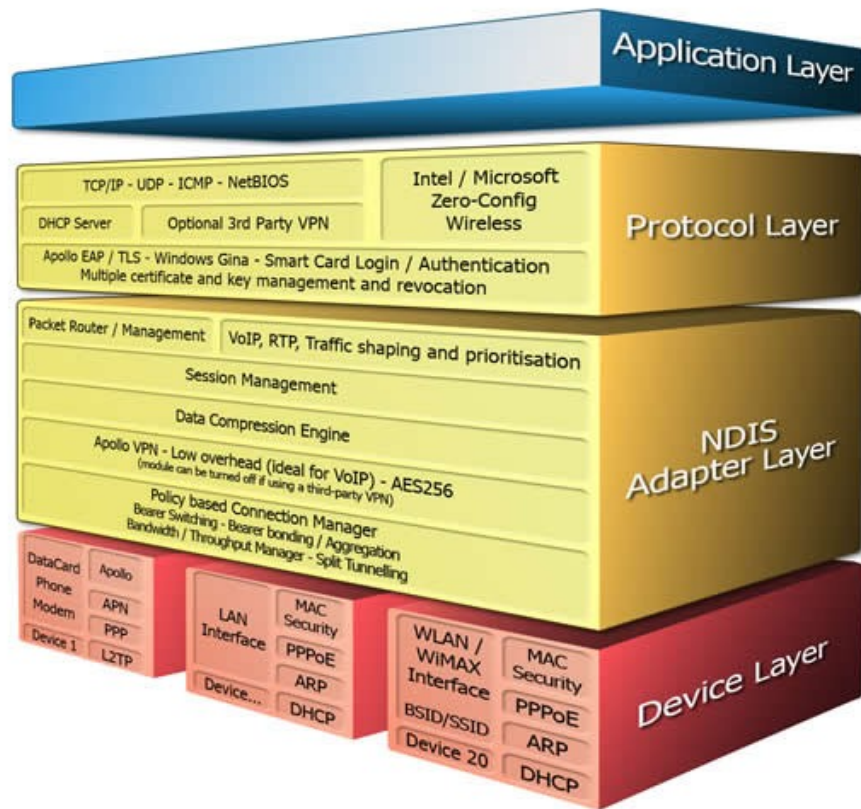 Application Layer
TCP/IP - UDP - ICMP - NetBIOS
Intel / Microsoft
Zero-Config
Wireless
DHCP Server
Optional 3rd Party VPN
Apollo EAP / TLS - Windows Gina - Smart Card Login / Authentication
Multiple certificate and key management and revocation
Protocol Layer
Packet Router / Management
VoIP, RTP, Traffic shaping and prioritisation
Session Management
Data Compression Engine
Apollo VPN - Low overhead (ideal for VoIP) - AES256
(module can be turned off if using a third-party VPN)
Policy based Connection Manager
Bearer Switching - Bearer bonding / Aggregation
Bandwidth / Throughput Manager - Split Tunnelling
NDIS
Adapter Layer
DataCard
Phone
Modem
Device 1
Apollo
APN
PPP
L2TP
LAN
Interface
Device...
MAC
Security
PPPoE
ARP
DHCP
WLAN /
WiMAX
Interface
BSID/SSID
Device 20
MAC
Security
PPPoE
ARP
DHCP
Device Layer